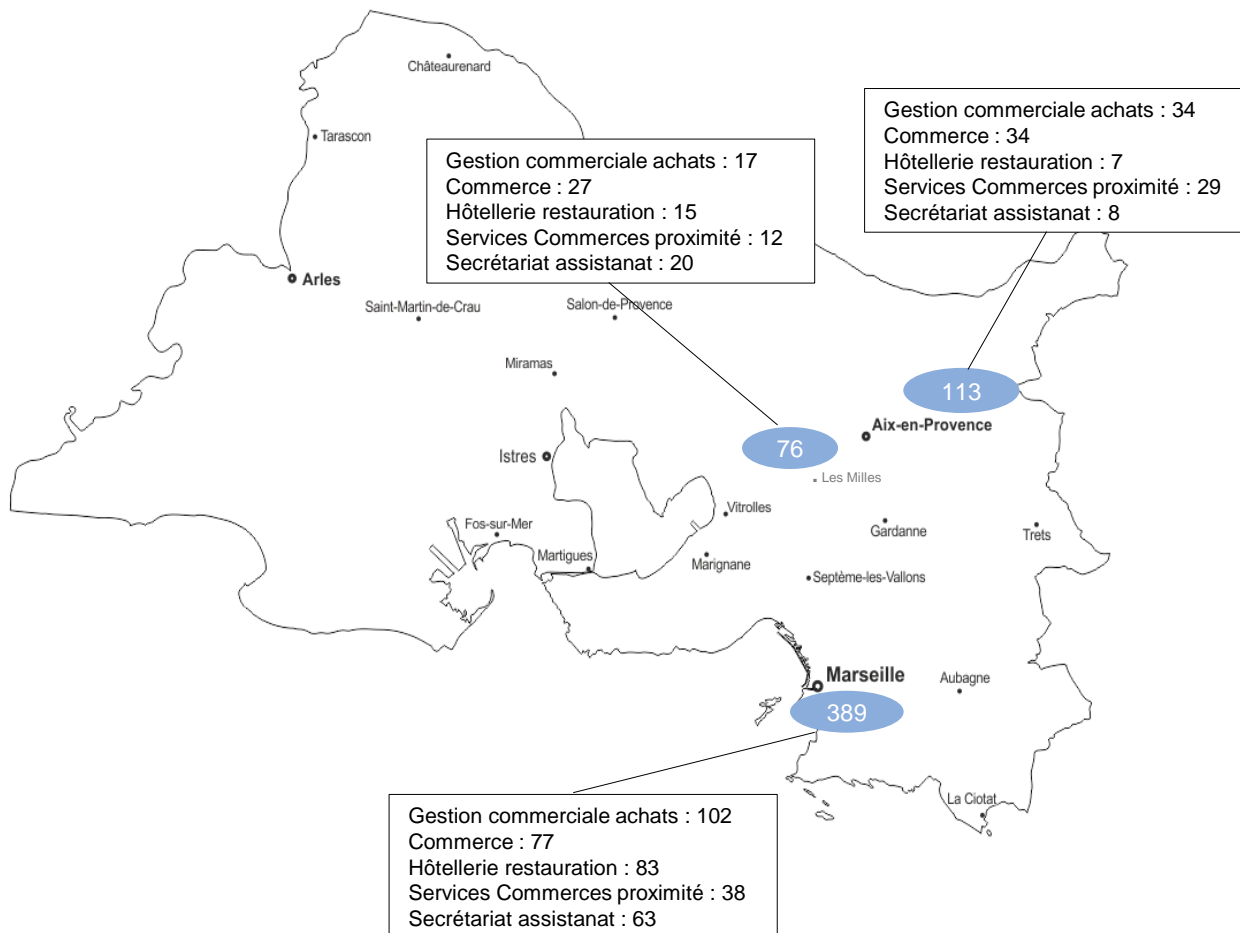 Châteaurenard
Tarascon
Gestion commerciale achats : 17
Commerce : 27
Hôtellerie restauration : 15
Services Commerces proximité : 12
Secrétariat assistanat : 20
Gestion commerciale achats : 34
Commerce : 34
Hôtellerie restauration : 7
Services Commerces proximité : 29
Secrétariat assistanat : 8
Arles
Saint-Martin-de-Crau
Salon-de-Provence
Miramas
113
Aix-en-Provence
76
Istres
Les Milles
Vitrolles
Fos-sur-Mer
Gardanne
Trets
Martigues
Marignane
Septème-les-Vallons
Marseille
Aubagne
389
La Ciotat
Gestion commerciale achats : 102
Commerce : 77
Hôtellerie restauration : 83
Services Commerces proximité : 38
Secrétariat assistanat : 63